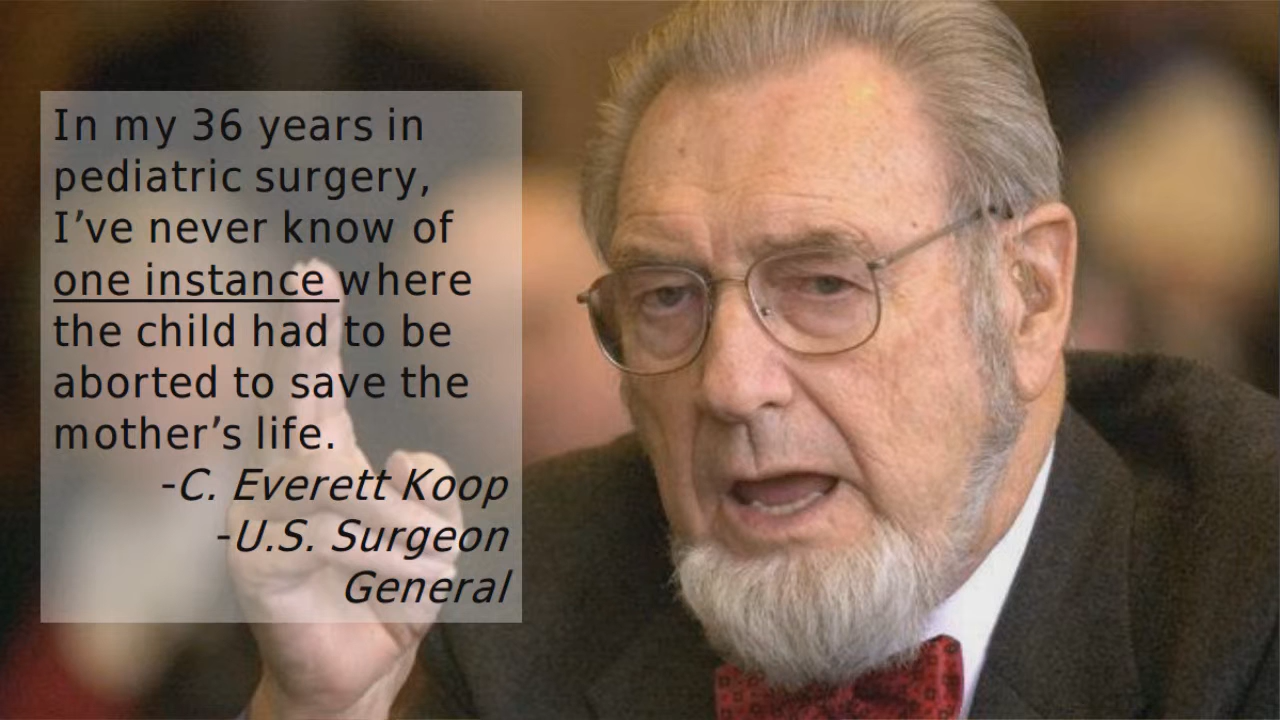 In my 36 years in
pediatric surgery,
I’ve never know of
one instance where
the child had to be
aborted to save the
mother’s life.
-C. Everett Koop
-U.S. Surgeon
General